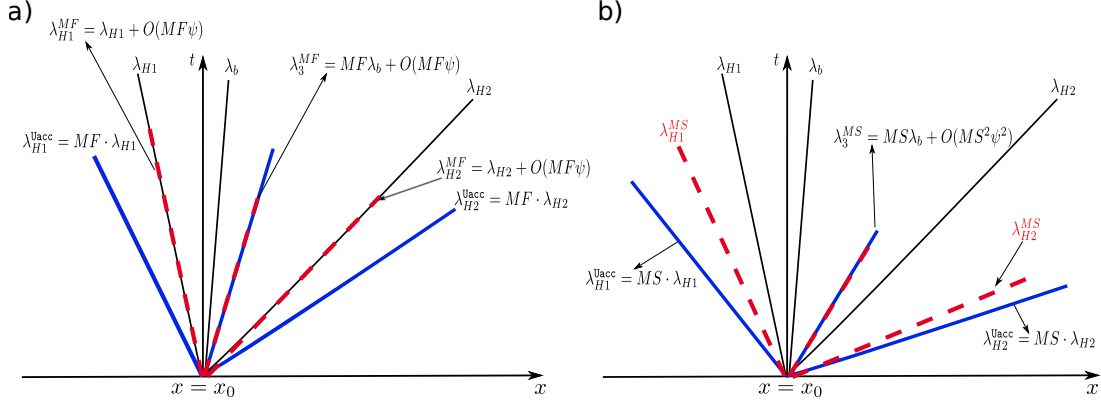 a)
λ_{H1}^{MF} = λ_{H1} + O(MFψ)
λ_{H1}
t
λ_b
λ_3^{MF} = MFλ_b + O(MFψ)
λ_{H2}
λ_{H1}^{Uacc} = MF · λ_{H1}
λ_{H2}^{MF} = λ_{H2} + O(MFψ)
λ_{H2}^{Uacc} = MF · λ_{H2}
x = x_0
x
b)
λ_{H1}
t
λ_b
λ_{H2}
λ_{H1}^{MS}
λ_3^{MS} = MSλ_b + O(MS^2ψ^2)
λ_{H2}^{MS}
λ_{H1}^{Uacc} = MS · λ_{H1}
λ_{H2}^{Uacc} = MS · λ_{H2}
x = x_0
x